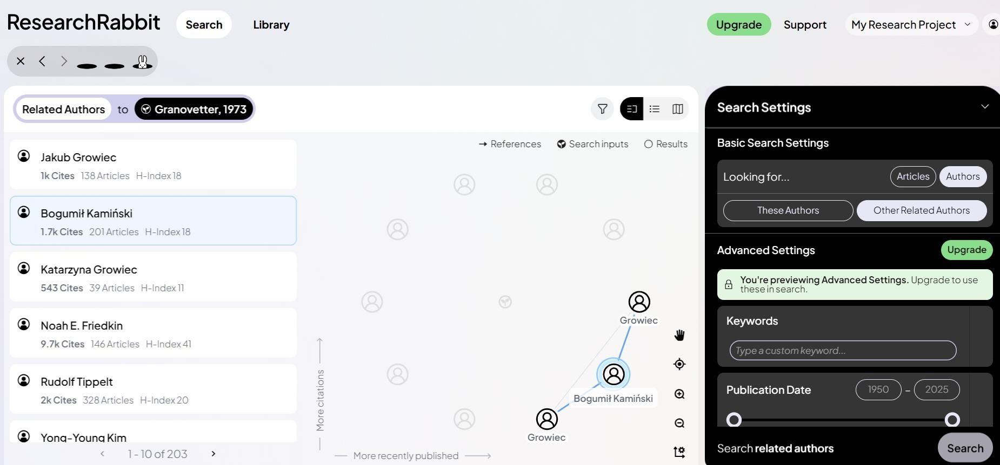 ResearchRabbit
Search
Library
Upgrade
Support
My Research Project
Related Authors to Granovetter, 1973
Jakub Growiec
1k Cites 138 Articles H-Index 18
Bogumił Kamiński
1.7k Cites 201 Articles H-Index 18
Katarzyna Growiec
543 Cites 39 Articles H-Index 11
Noah E. Friedkin
9.7k Cites 146 Articles H-Index 41
Rudolf Tippelt
2k Cites 328 Articles H-Index 20
Yong-Young Kim
1 - 10 of 203
References
Search inputs
Results
Growiec
Bogumił Kamiński
Growiec
More citations
More recently published
Search Settings
Basic Search Settings
Looking for...
Articles
Authors
These Authors
Other Related Authors
Advanced Settings
Upgrade
You're previewing Advanced Settings. Upgrade to use
these in search.
Keywords
Type a custom keyword...
Publication Date
1950 – 2025
Search related authors
Search